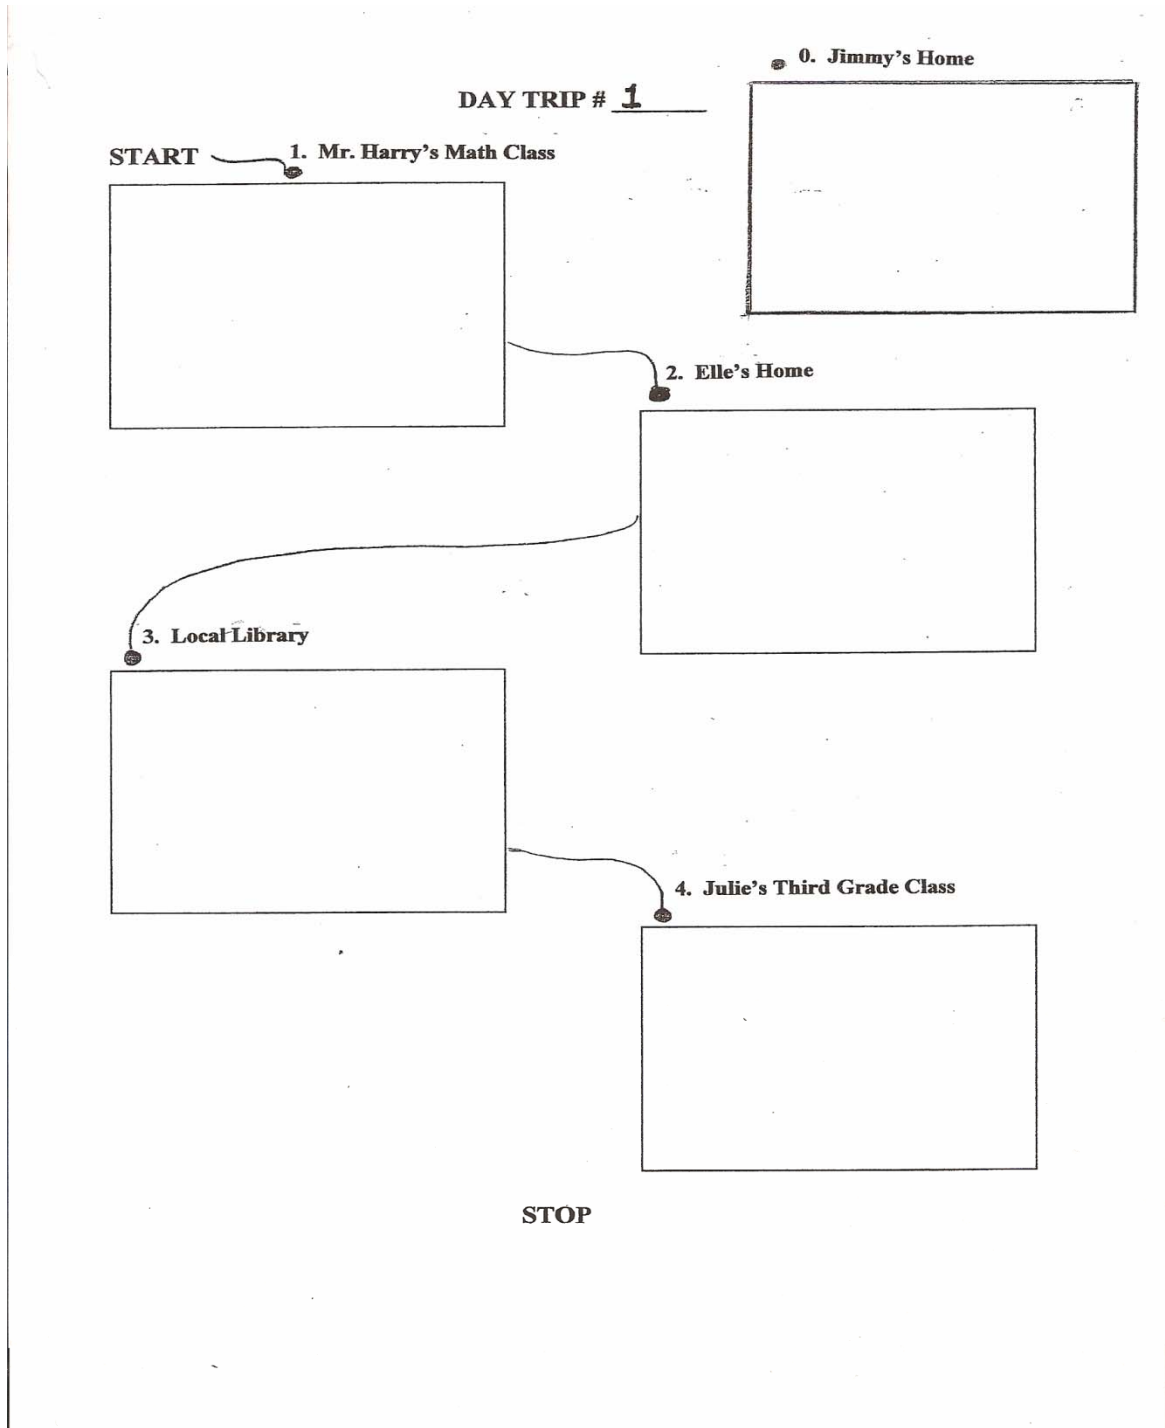 0. Jimmy's Home
DAY TRIP # 1
START
1. Mr. Harry's Math Class
2. Elle's Home
3. Local Library
4. Julie's Third Grade Class
STOP